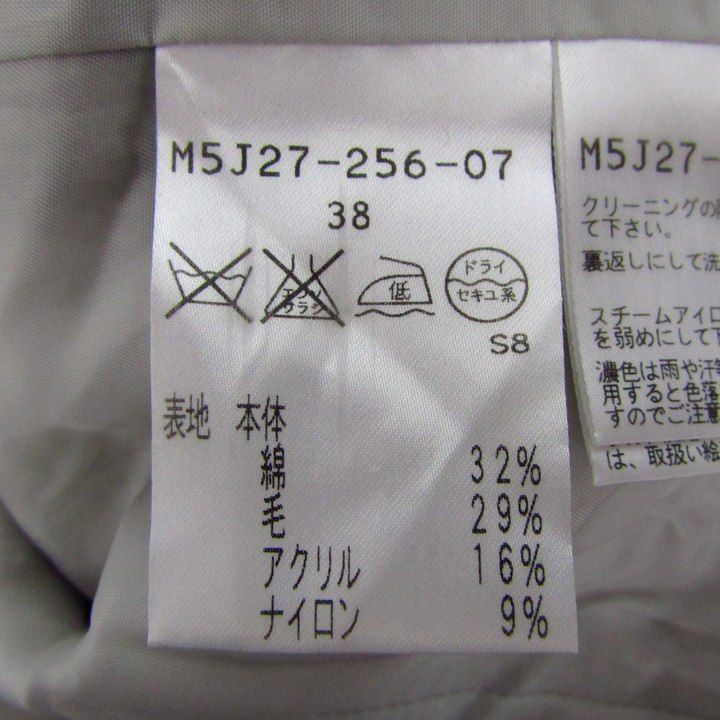 M5J27-256-07
38
低
ドライ
セキユ系
S8
表地 本体
綿 32%
毛 29%
アクリル 16%
ナイロン 9%
M5J27-
クリーニングの
て下さい。
裏返しにして洗
スチームアイロ
を弱めにして下
濃色は雨や汗等
用すると色落
すのでご注意
は、取扱い絵